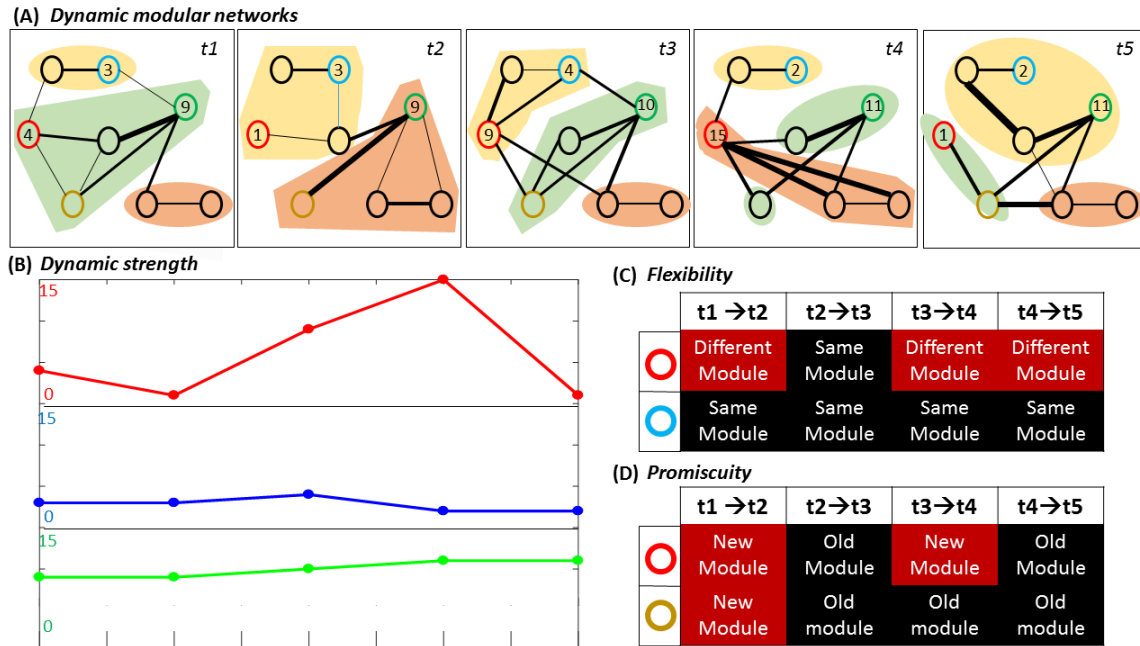 (A) Dynamic modular networks
t1 t2 t3 t4 t5
3 3 4 2 2
9 9 10 11 11
4 1 9 15 1
(B) Dynamic strength
15
0
15
0
15
0
(C) Flexibility
t1 →t2 t2→t3 t3→t4 t4→t5
Different Same Different Different
Module Module Module Module
Same Same Same Same
Module Module Module Module
(D) Promiscuity
t1 →t2 t2→t3 t3→t4 t4→t5
New Old New Old
Module Module Module Module
New Old Old Old
Module module module module